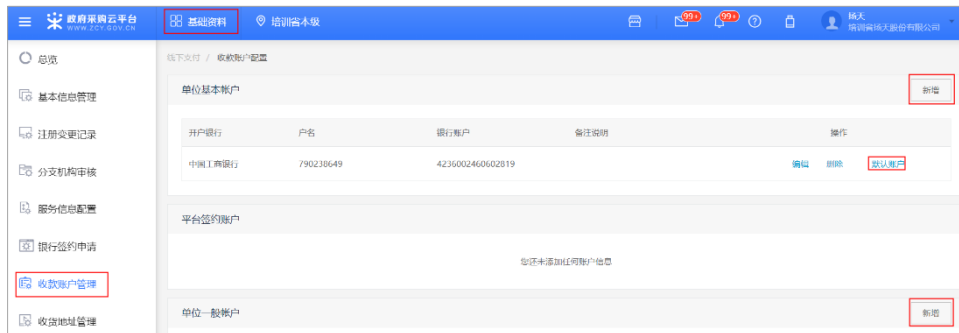 政府采购云平台
WWW.ZCY.GOV.CN
基础资料
培训省本级
99+
99+
杨天
培训省杨天股份有限公司
总览
线下支付 / 收款账户配置
基本信息管理
单位基本帐户
新增
注册变更记录
开户银行 户名 银行账户 备注说明 操作
分支机构审核
中国工商银行 790238649 4236002460602819 编辑 删除 默认账户
服务信息配置
平台签约账户
银行签约申请
您还未添加任何账户信息
收款账户管理
单位一般帐户
新增
收货地址管理